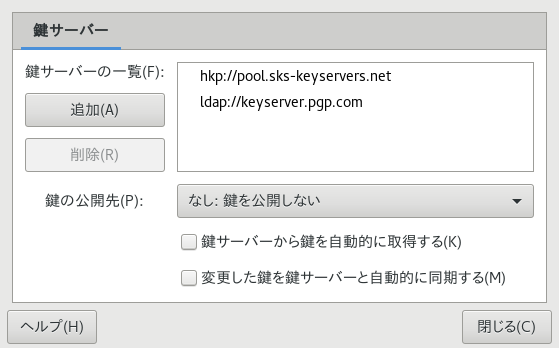 鍵サーバー
鍵サーバーの一覧(F):
hkp://pool.sks-keyservers.net
ldap://keyserver.pgp.com
追加(A)
削除(R)
鍵の公開先(P):
なし: 鍵を公開しない
鍵サーバーから鍵を自動的に取得する(K)
変更した鍵を鍵サーバーと自動的に同期する(M)
ヘルプ(H)
閉じる(C)